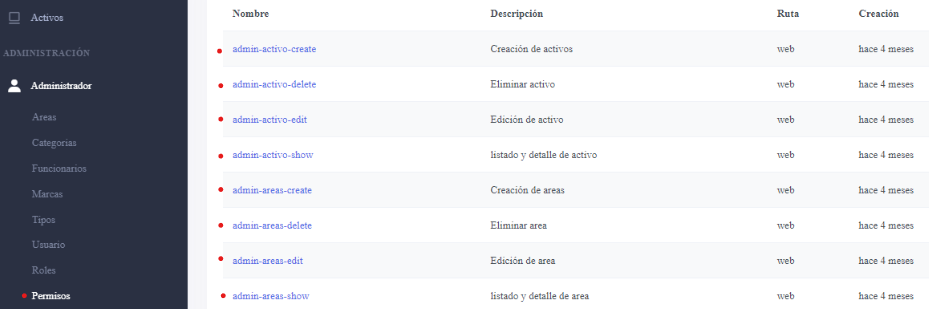 Activos
ADMINISTRACIÓN
Administrador
Areas
Categorias
Funcionarios
Marcas
Tipos
Usuario
Roles
Permisos
Nombre Descripción Ruta Creación
admin-activo-create Creación de activos web hace 4 meses
admin-activo-delete Eliminar activo web hace 4 meses
admin-activo-edit Edición de activo web hace 4 meses
admin-activo-show listado y detalle de activo web hace 4 meses
admin-areas-create Creación de areas web hace 4 meses
admin-areas-delete Eliminar area web hace 4 meses
admin-areas-edit Edición de area web hace 4 meses
admin-areas-show listado y detalle de area web hace 4 meses